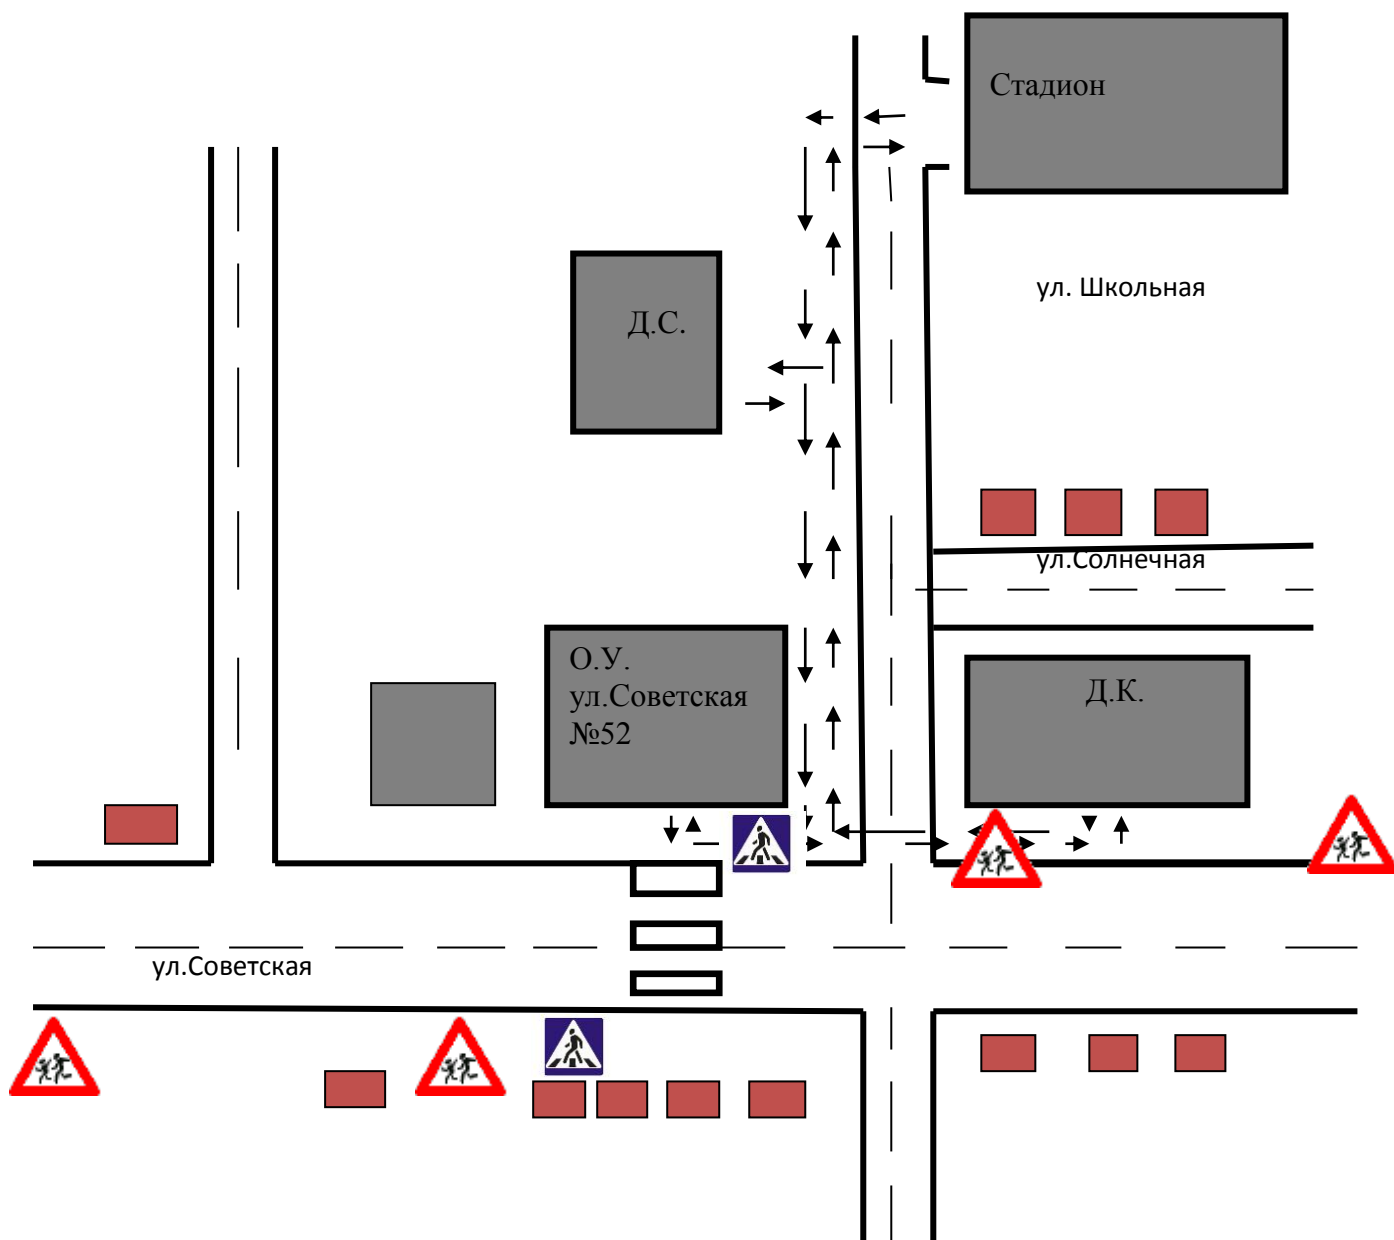 Стадион
ул. Школьная
Д.С.
ул.Солнечная
О.У.
ул.Советская
№52
Д.К.
ул.Советская